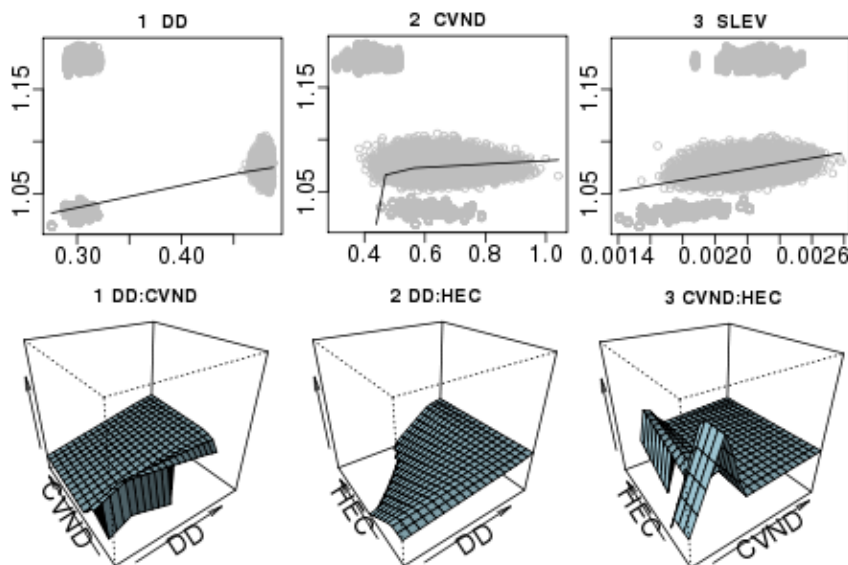 1 DD
2 CVND
3 SLEV
1.15
1.05
0.30
0.40
1.15
1.05
0.4
0.6
0.8
1.0
1.15
1.05
0.0014
0.0020
0.0026
1 DD:CVND
2 DD:HEC
3 CVND:HEC
CVND
DD
HEC
DD
HEC
CVND